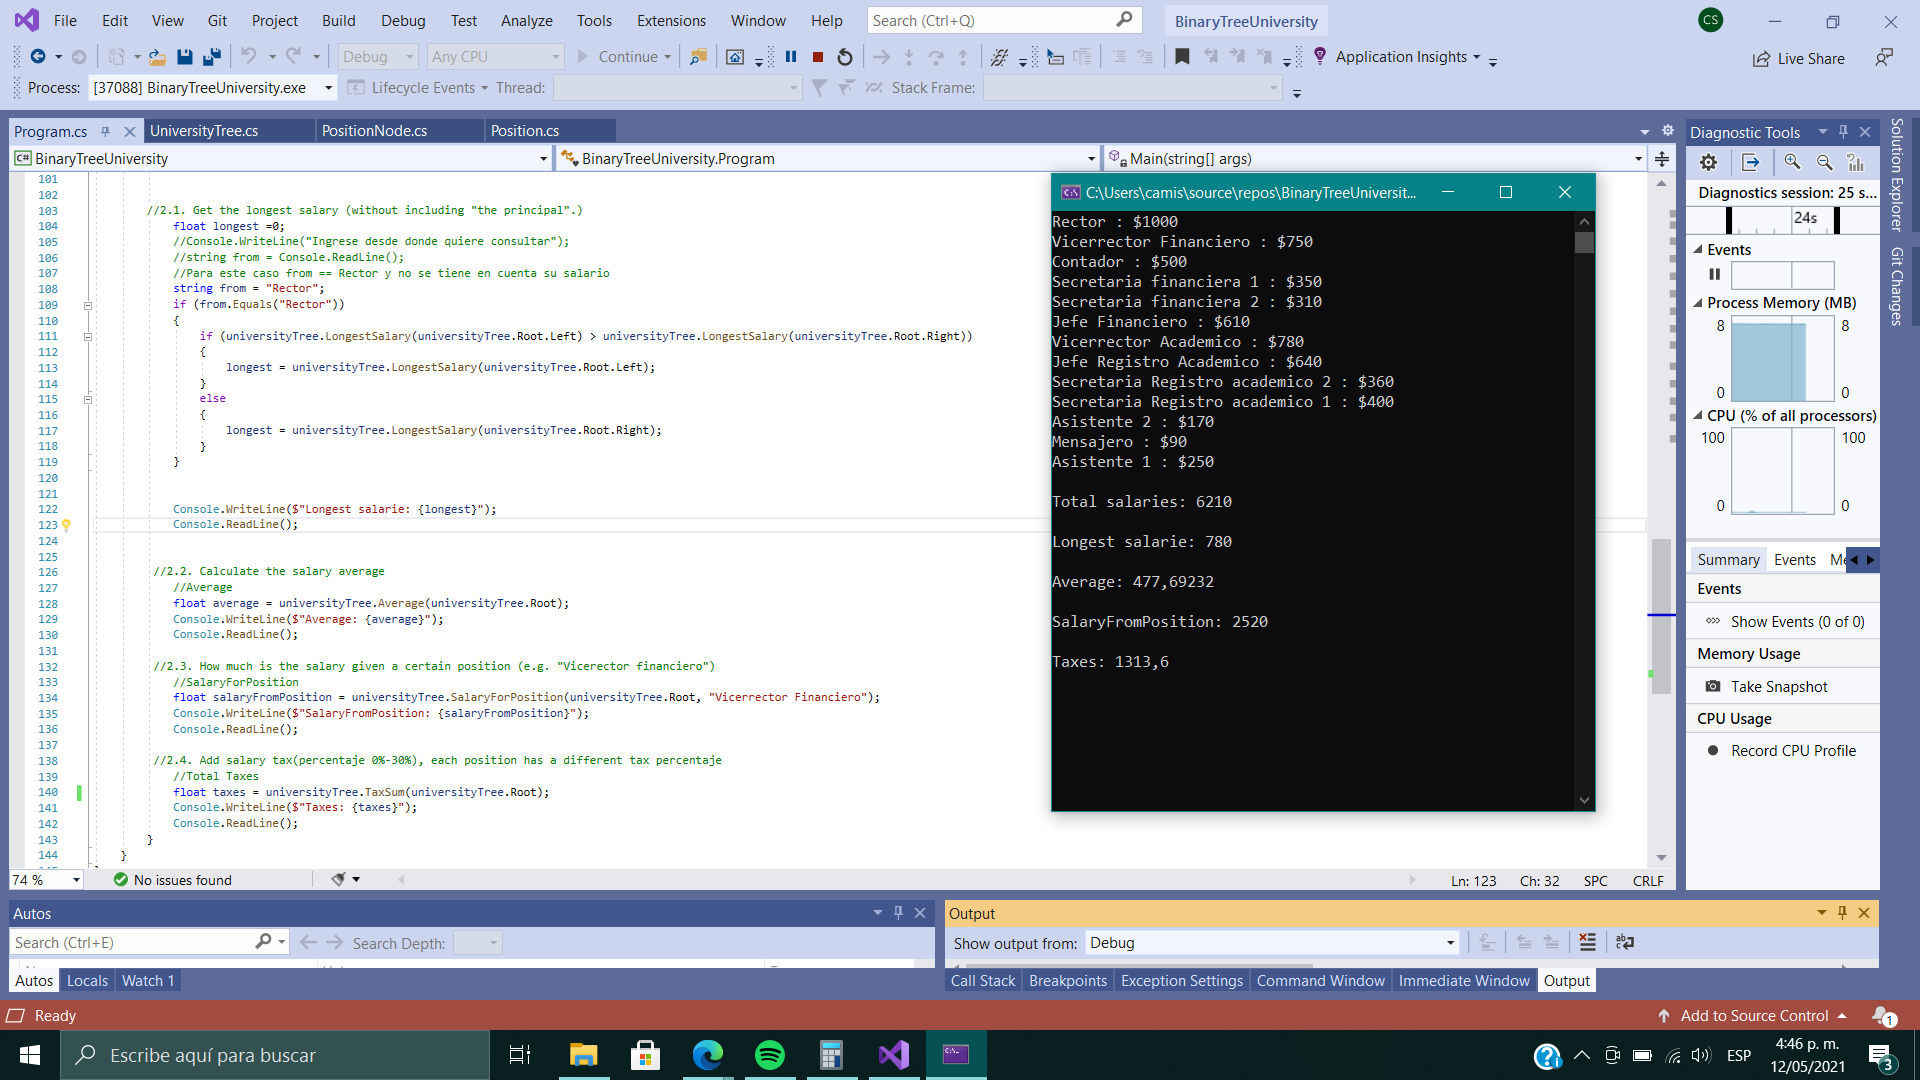 File Edit View Git Project Build Debug Test Analyze Tools Extensions Window Help Search (Ctrl+Q) BinaryTreeUniversity CS
Debug Any CPU Continue Application Insights Live Share
Process: [37088] BinaryTreeUniversity.exe Lifecycle Events Thread: Stack Frame:
Program.cs UniversityTree.cs PositionNode.cs Position.cs
C# BinaryTreeUniversity BinaryTreeUniversity.Program Main(string[] args)
101
102
103 //2.1. Get the longest salary (without including "the principal".)
104 float longest =0;
105 //Console.WriteLine("Ingrese desde donde quiere consultar");
106 //string from = Console.ReadLine();
107 //Para este caso from == Rector y no se tiene en cuenta su salario
108 string from = "Rector";
109 if (from.Equals("Rector"))
110 {
111 if (universityTree.LongestSalary(universityTree.Root.Left) > universityTree.LongestSalary(universityTree.Root.Right))
112 {
113 longest = universityTree.LongestSalary(universityTree.Root.Left);
114 }
115 else
116 {
117 longest = universityTree.LongestSalary(universityTree.Root.Right);
118 }
119 }
120
121
122 Console.WriteLine($"Longest salarie: {longest}");
123 Console.ReadLine();
124
125
126 //2.2. Calculate the salary average
127 //Average
128 float average = universityTree.Average(universityTree.Root);
129 Console.WriteLine($"Average: {average}");
130 Console.ReadLine();
131
132 //2.3. How much is the salary given a certain position (e.g. "Vicerector financiero")
133 //SalaryForPosition
134 float salaryFromPosition = universityTree.SalaryForPosition(universityTree.Root, "Vicerrector Financiero");
135 Console.WriteLine($"SalaryFromPosition: {salaryFromPosition}");
136 Console.ReadLine();
137
138 //2.4. Add salary tax(percentaje 0%-30%), each position has a different tax percentaje
139 //Total Taxes
140 float taxes = universityTree.TaxSum(universityTree.Root);
141 Console.WriteLine($"Taxes: {taxes}");
142 Console.ReadLine();
143 }
144 }
C:\Users\camis\source\repos\BinaryTreeUniversit...
Rector : $1000
Vicerrector Financiero : $750
Contador : $500
Secretaria financiera 1 : $350
Secretaria financiera 2 : $310
Jefe Financiero : $610
Vicerrector Academico : $780
Jefe Registro Academico : $640
Secretaria Registro academico 2 : $360
Secretaria Registro academico 1 : $400
Asistente 2 : $170
Mensajero : $90
Asistente 1 : $250
Total salaries: 6210
Longest salarie: 780
Average: 477,69232
SalaryFromPosition: 2520
Taxes: 1313,6
Diagnostic Tools
Diagnostics session: 25 s...
24s
Events
Process Memory (MB)
8 8
0 0
CPU (% of all processors)
100 100
0 0
Summary Events Me
Events
Show Events (0 of 0)
Memory Usage
Take Snapshot
CPU Usage
Record CPU Profile
Solution Explorer
Git Changes
74 % No issues found Ln: 123 Ch: 32 SPC CRLF
Autos
Search (Ctrl+E) Search Depth:
Autos Locals Watch 1
Output
Show output from: Debug
Call Stack Breakpoints Exception Settings Command Window Immediate Window Output
Ready Add to Source Control 1
Escribe aquí para buscar
ESP
4:46 p. m.
12/05/2021
3